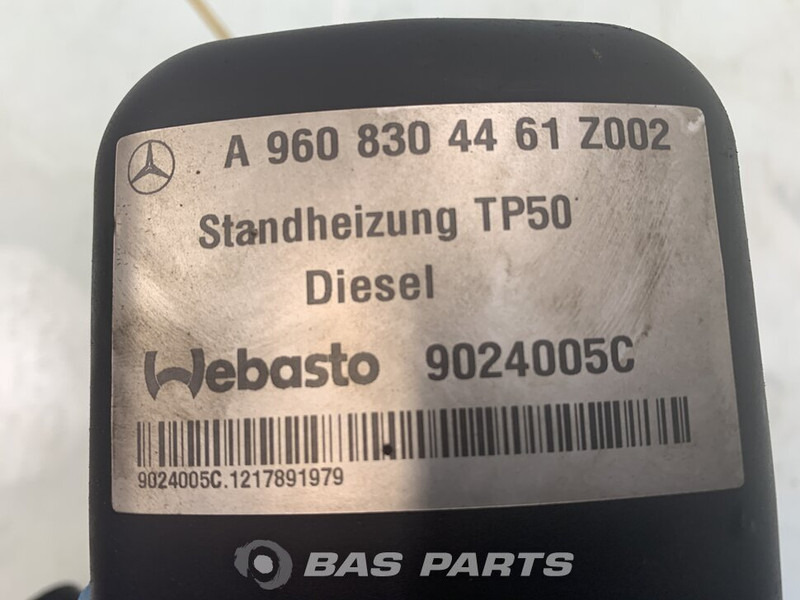 A 960 830 44 61 Z002
Standheizung TP50
Diesel
Webasto 9024005C
9024005C.1217891979
BAS PARTS